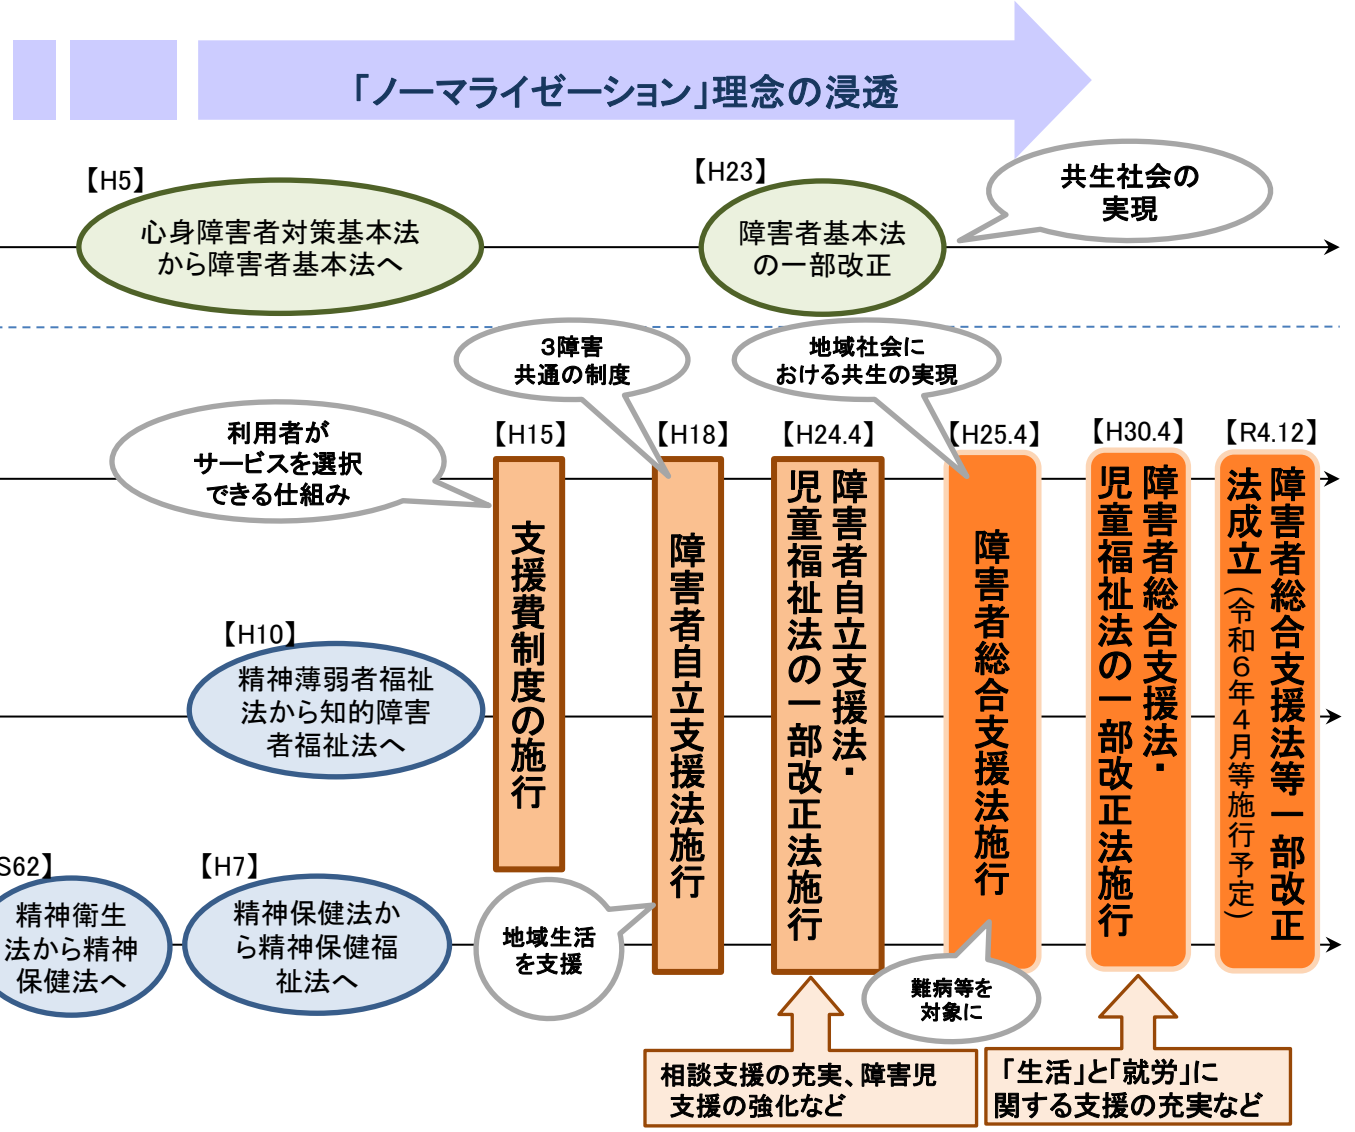 「ノーマライゼーション」理念の浸透
【H5】
心身障害者対策基本法
から障害者基本法へ
【H23】
障害者基本法
の一部改正
共生社会の
実現
3障害
共通の制度
地域社会に
おける共生の実現
利用者が
サービスを選択
できる仕組み
【H15】
支援費制度の施行
【H18】
障害者自立支援法施行
【H24.4】
障害者自立支援法・
児童福祉法の一部改正法施行
【H25.4】
障害者総合支援法施行
【H30.4】
障害者総合支援法・
児童福祉法の一部改正法施行
【R4.12】
障害者総合支援法等一部改正
法成立(令和6年4月等施行予定)
【H10】
精神薄弱者福祉
法から知的障害
者福祉法へ
S62】
精神衛生
法から精神
保健法へ
【H7】
精神保健法か
ら精神保健福
祉法へ
地域生活
を支援
難病等を
対象に
相談支援の充実、障害児
支援の強化など
「生活」と「就労」に
関する支援の充実など